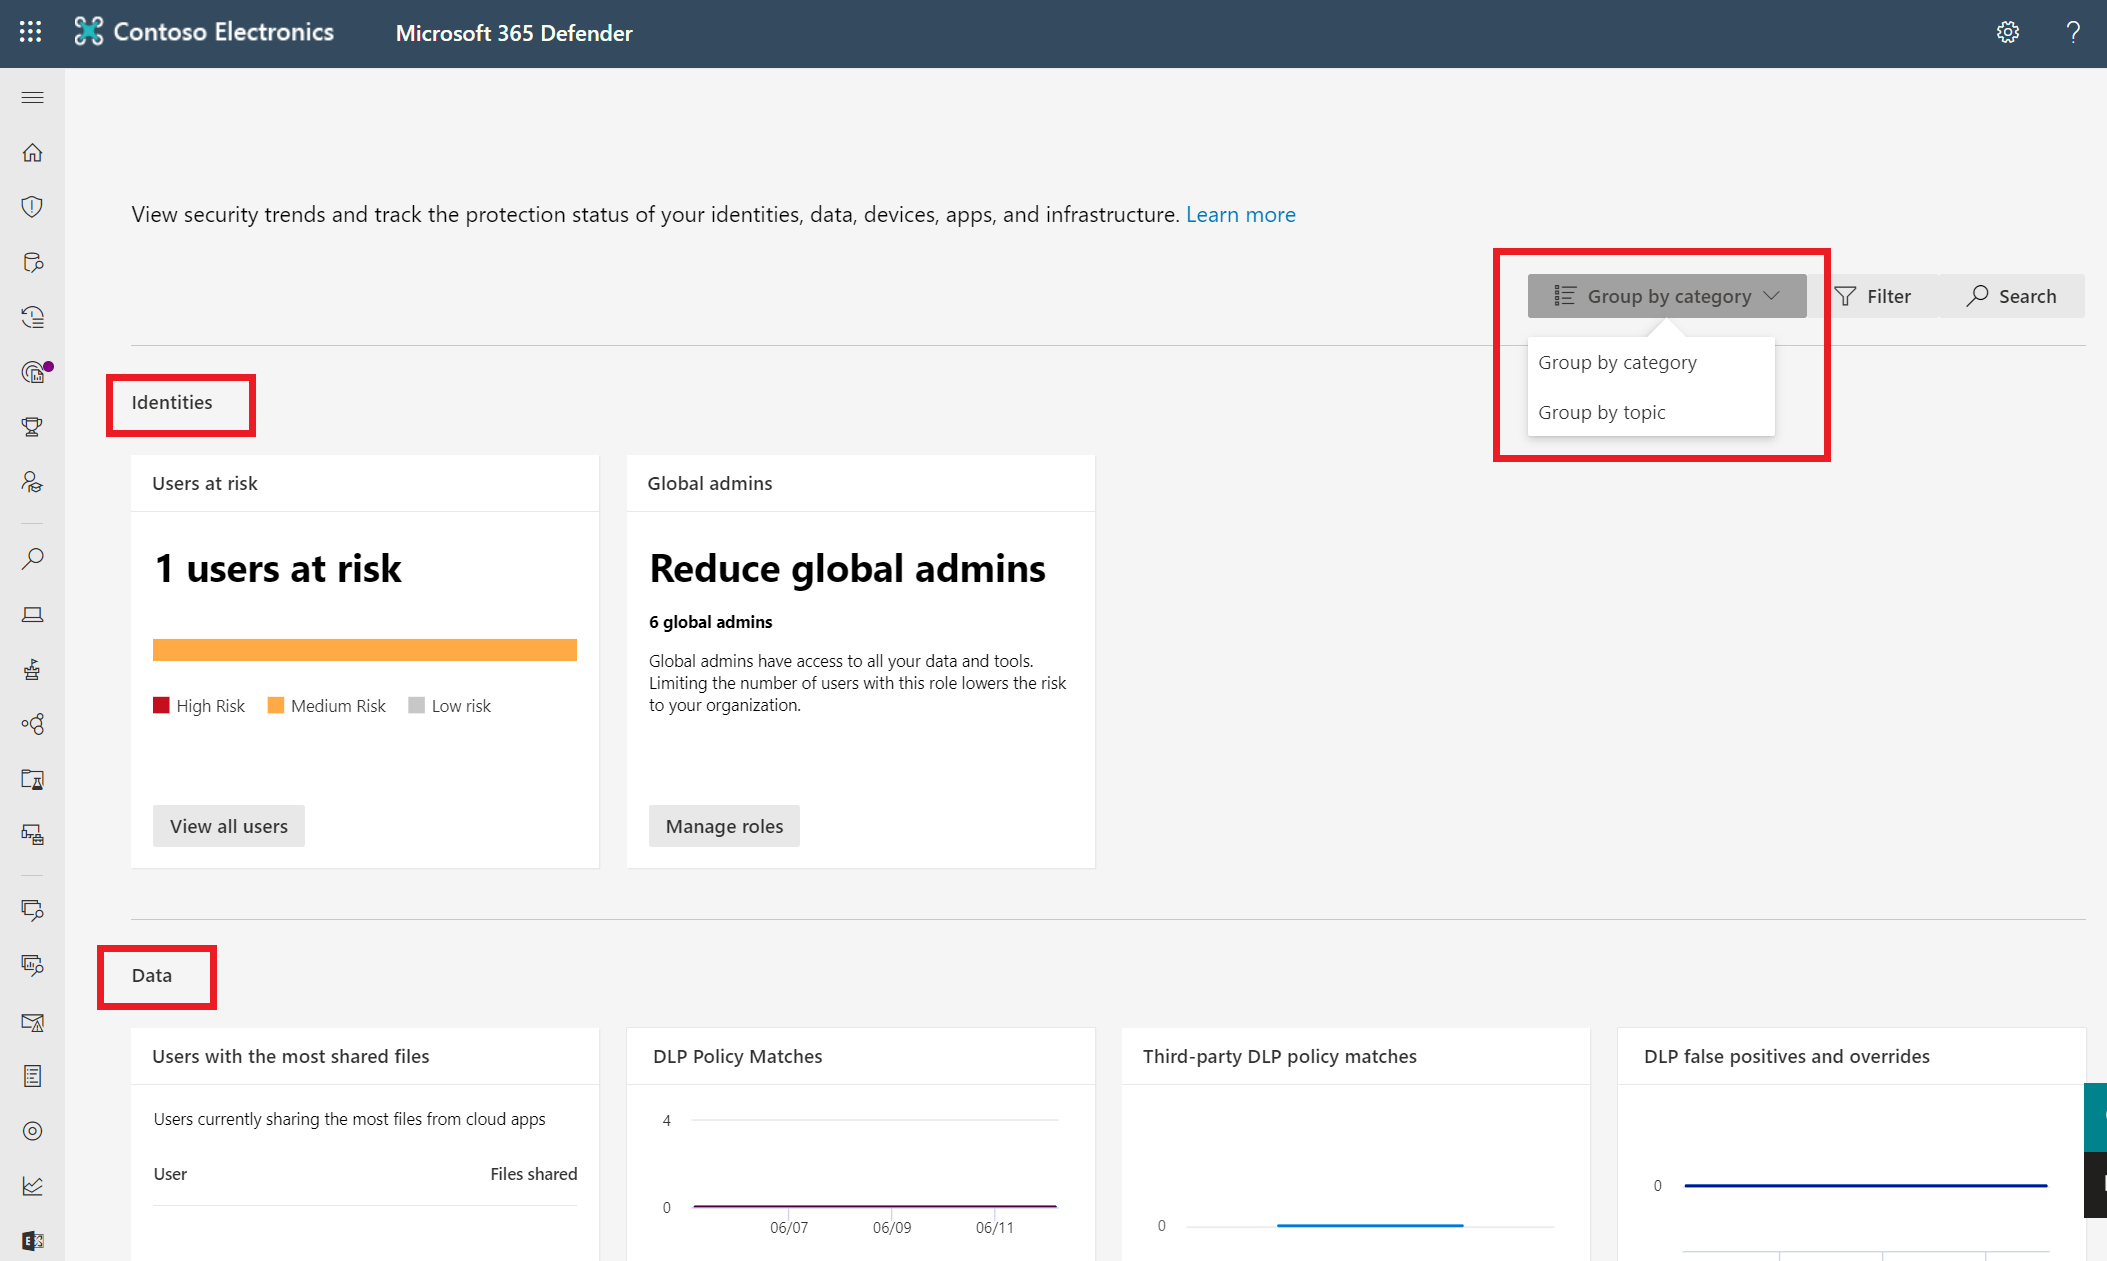 Contoso Electronics
Microsoft 365 Defender
View security trends and track the protection status of your identities, data, devices, apps, and infrastructure. Learn more
Group by category
Filter
Search
Group by category
Group by topic
Identities
Users at risk
Global admins
1 users at risk
Reduce global admins
6 global admins
Global admins have access to all your data and tools.
Limiting the number of users with this role lowers the risk
to your organization.
High Risk
Medium Risk
Low risk
View all users
Manage roles
Data
Users with the most shared files
DLP Policy Matches
Third-party DLP policy matches
DLP false positives and overrides
Users currently sharing the most files from cloud apps
4
User
Files shared
0
0
0
06/07
06/09
06/11